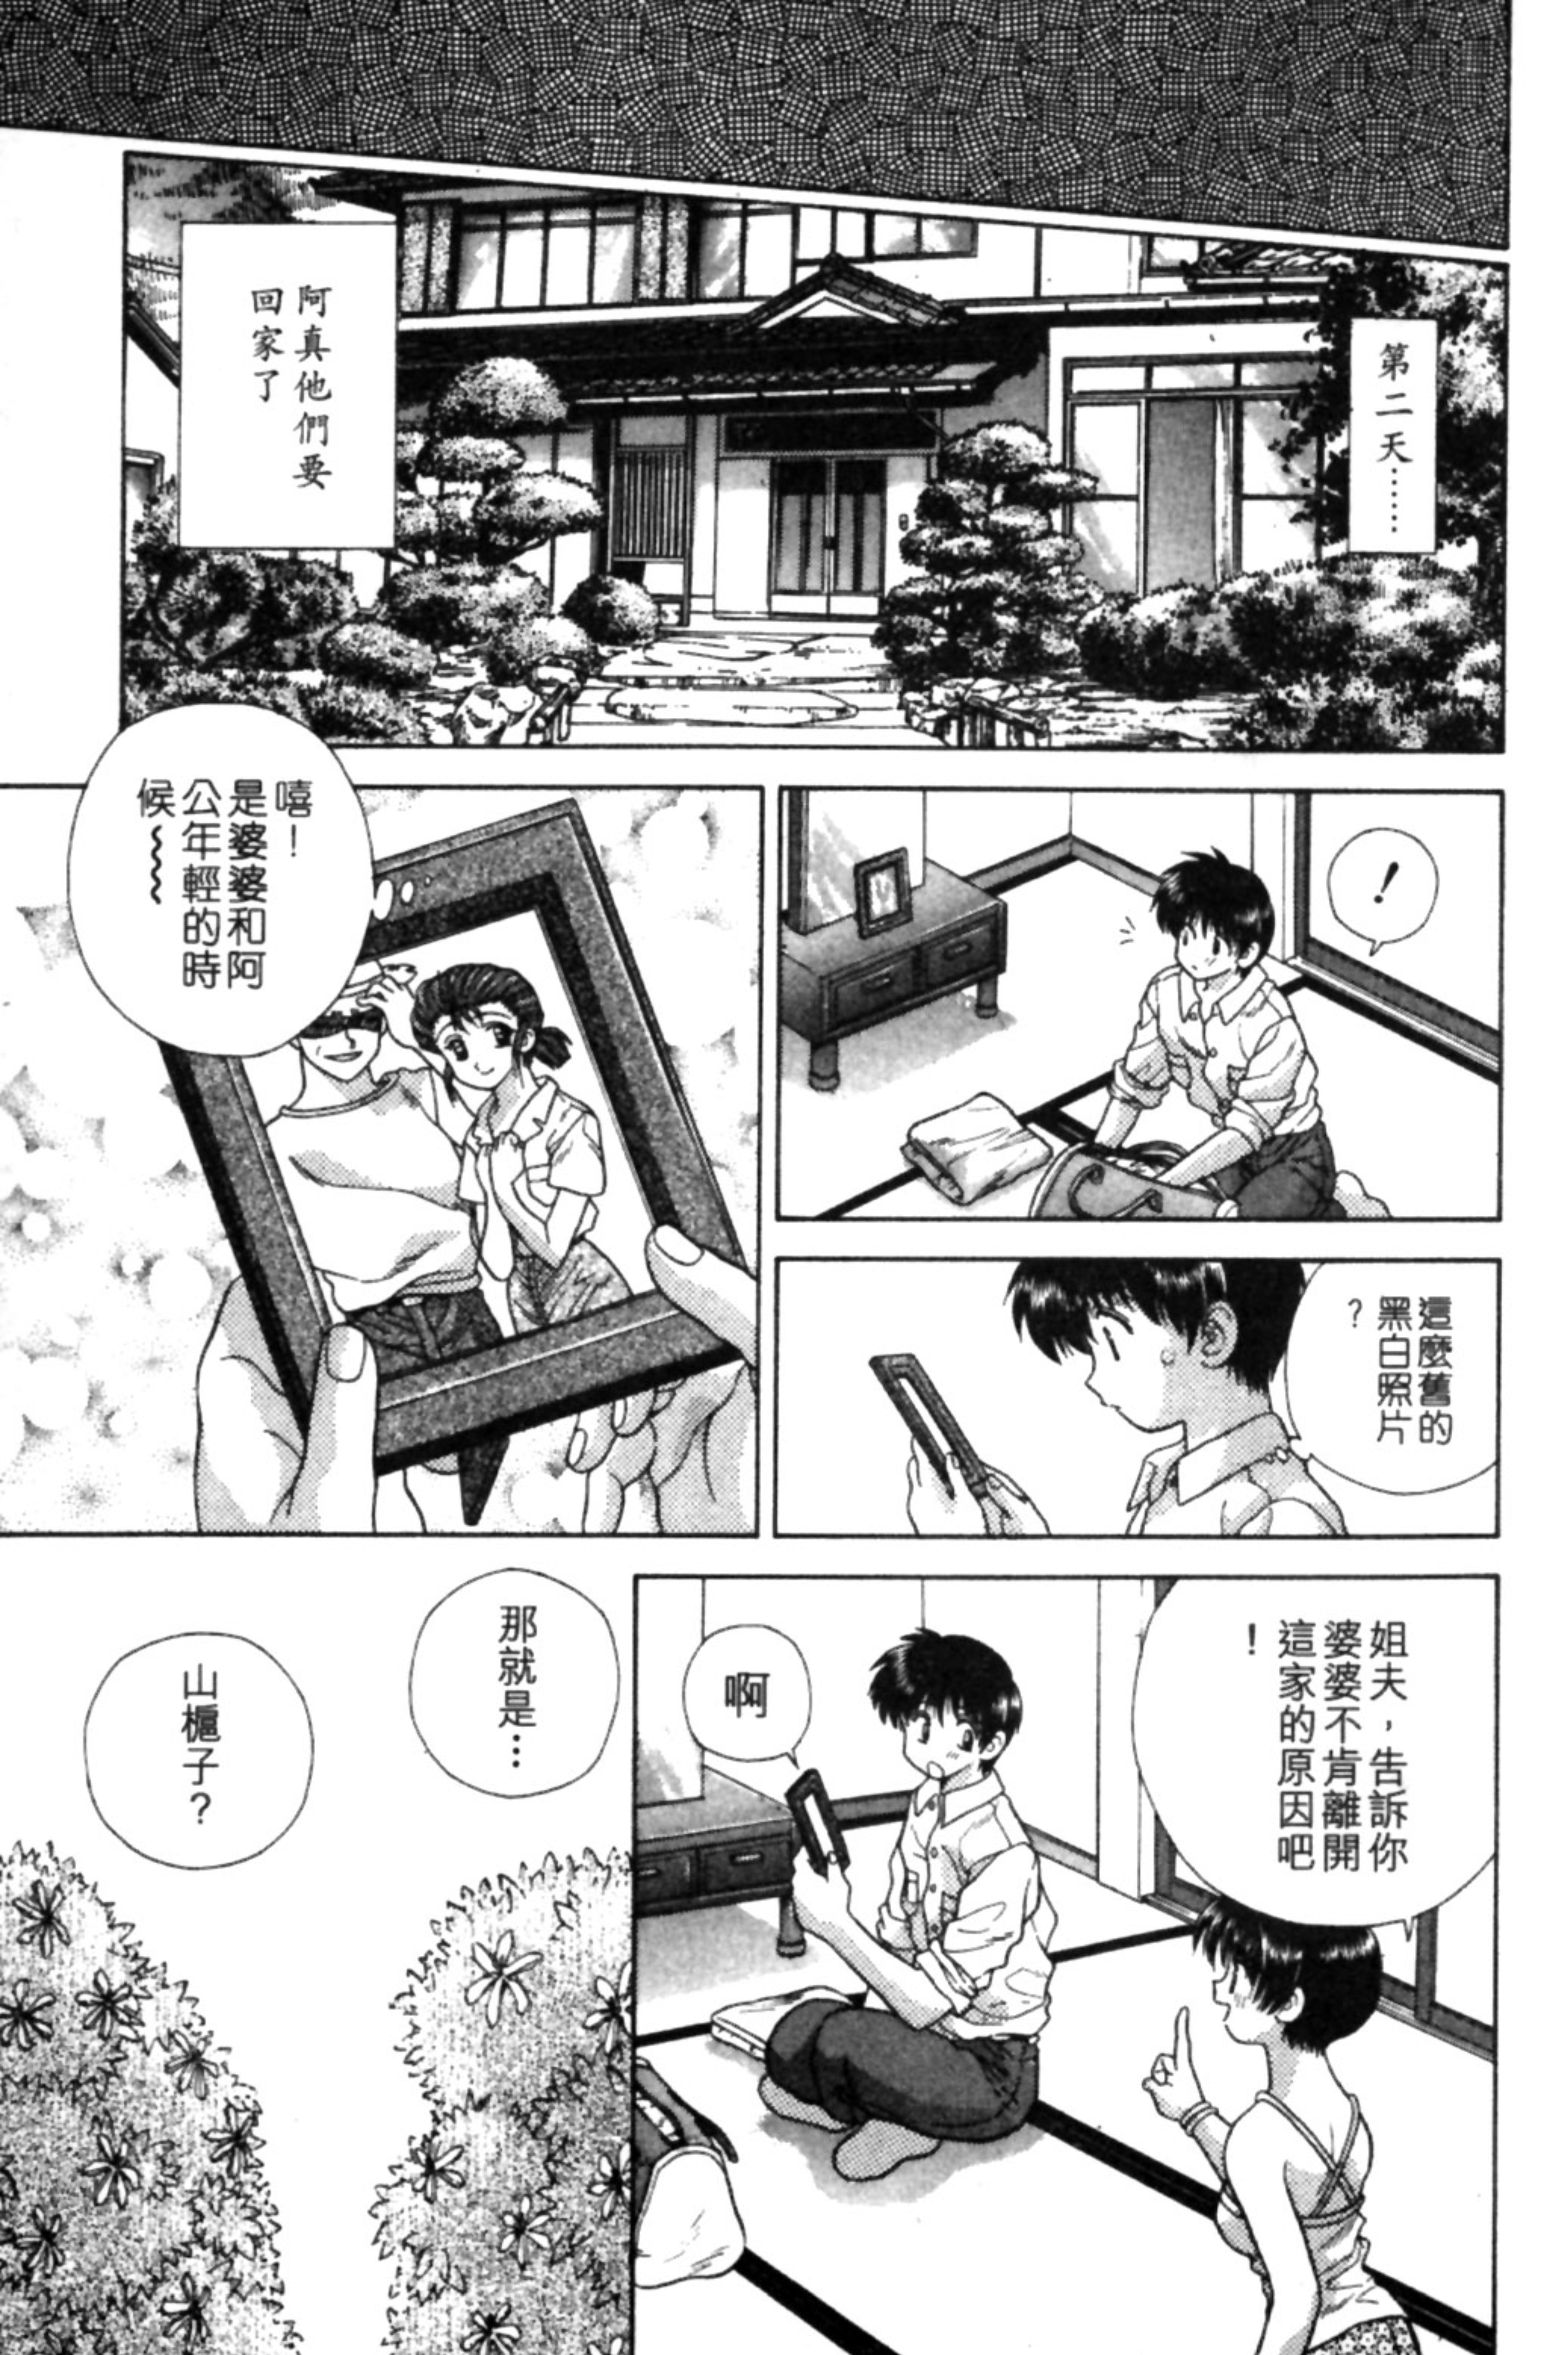 第二天……
阿真他們要
回家了
！
嘻！
是婆婆和阿
公年輕的時
候～～
這麼舊的
黑白照片
？
姐夫，告訴你
婆婆不肯離開
這家的原因吧
！
啊
那就是…
山槴子？